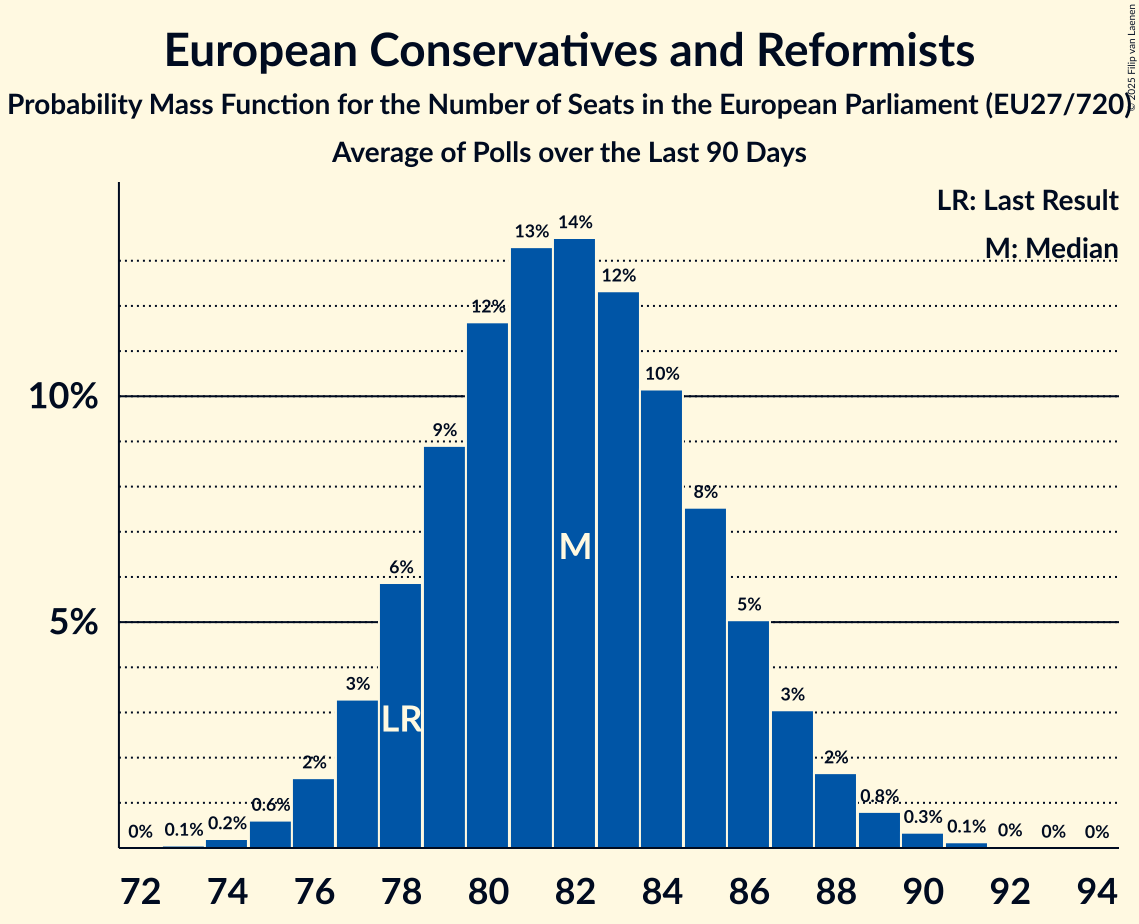 European Conservatives and Reformists
Probability Mass Function for the Number of Seats in the European Parliament (EU27/720)
Average of Polls over the Last 90 Days
© 2025 Filip van Laenen
LR: Last Result
M: Median
10%
5%
0%
0.1%
0.2%
0.6%
2%
3%
6%
9%
12%
13%
14%
12%
10%
8%
5%
3%
2%
0.8%
0.3%
0.1%
0%
0%
0%
LR
M
72 74 76 78 80 82 84 86 88 90 92 94